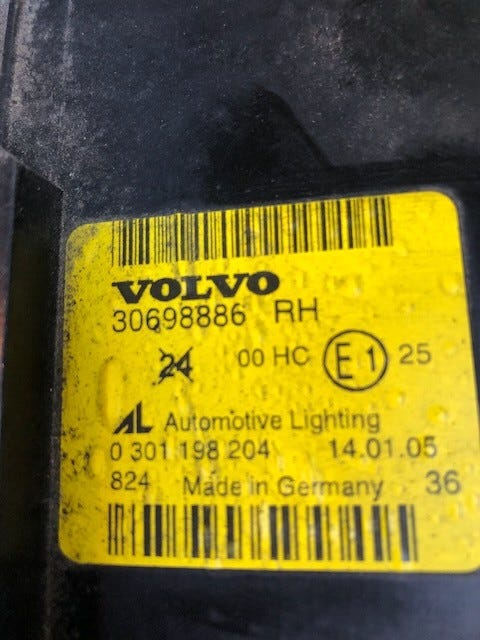 VOLVO
30698886 RH
24 00 HC E1 25
AL Automotive Lighting
0 301 198 204 14.01.05
824 Made in Germany 36